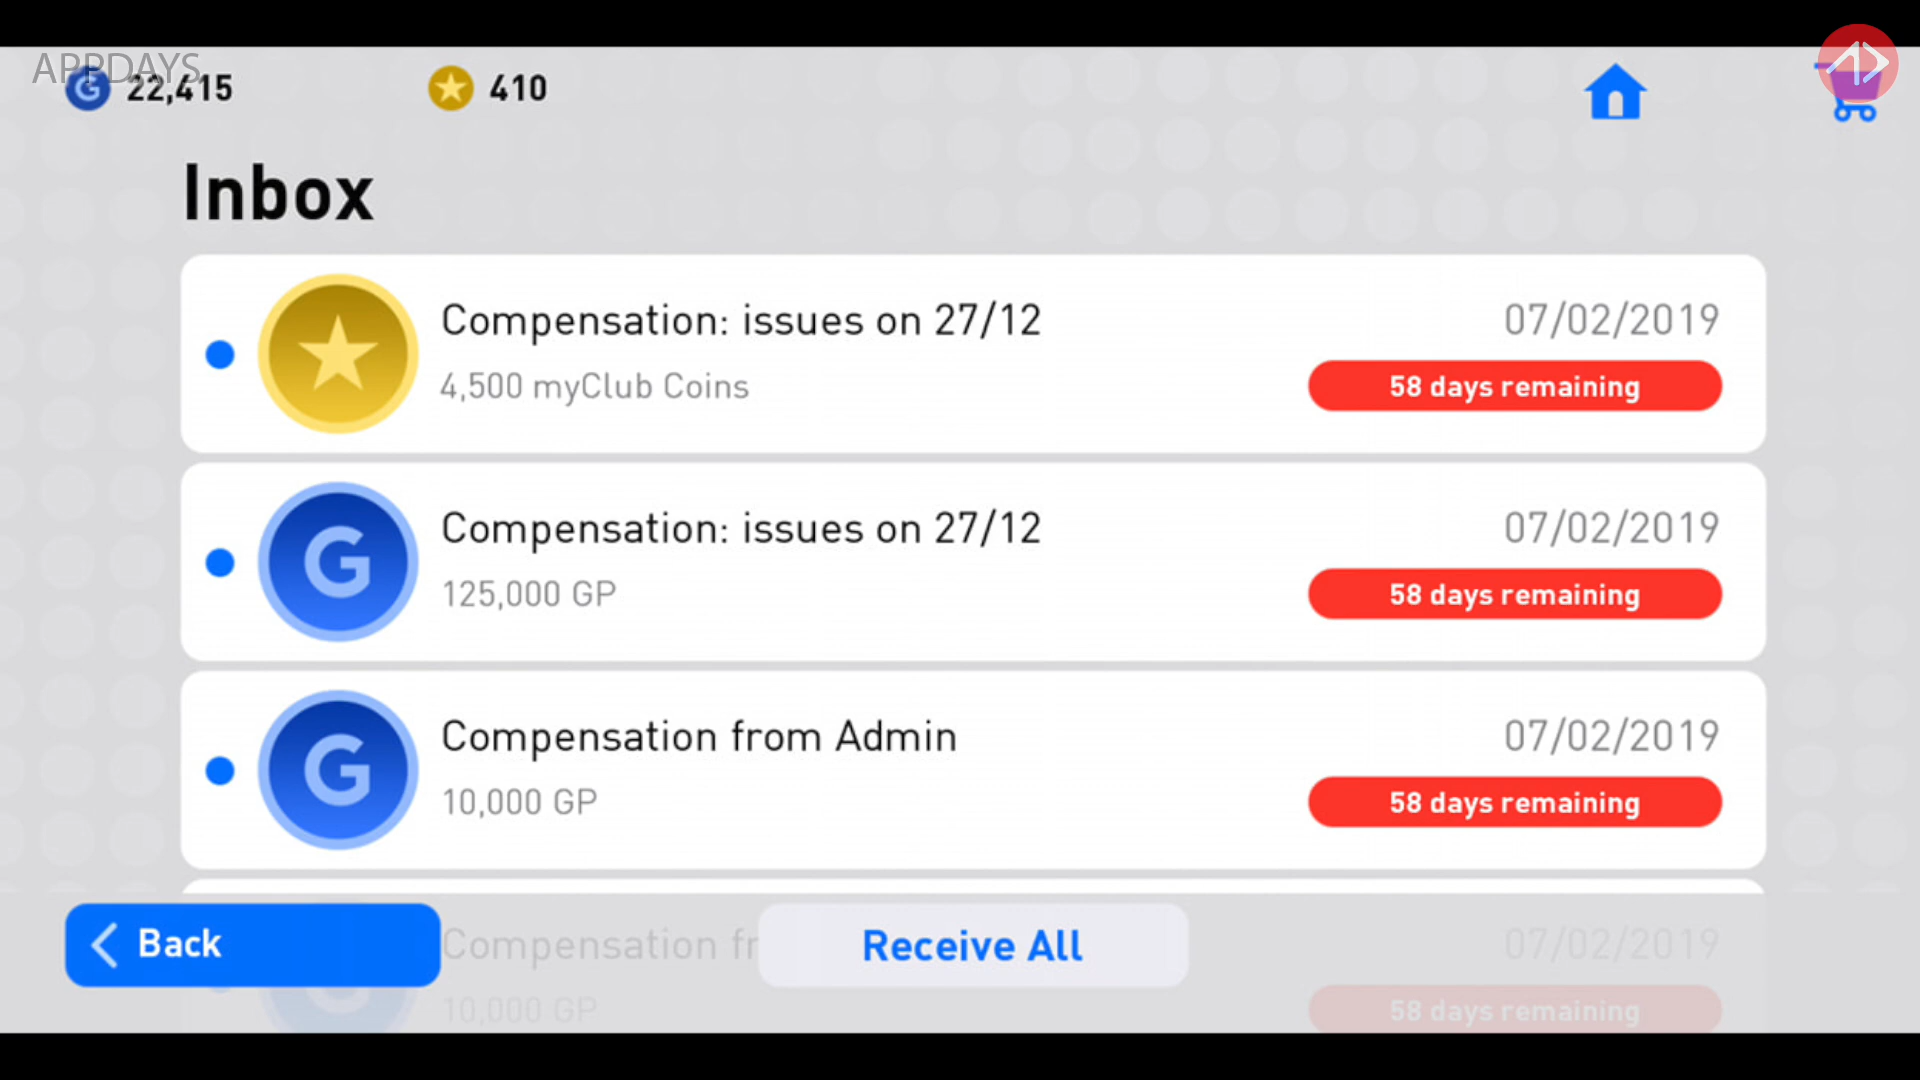 APPDAYS
22,415
410
Inbox
Compensation: issues on 27/12
07/02/2019
4,500 myClub Coins
58 days remaining
Compensation: issues on 27/12
07/02/2019
125,000 GP
58 days remaining
Compensation from Admin
07/02/2019
10,000 GP
58 days remaining
Back
Compensation fr
Receive All
07/02/2019
10,000 GP
58 days remaining